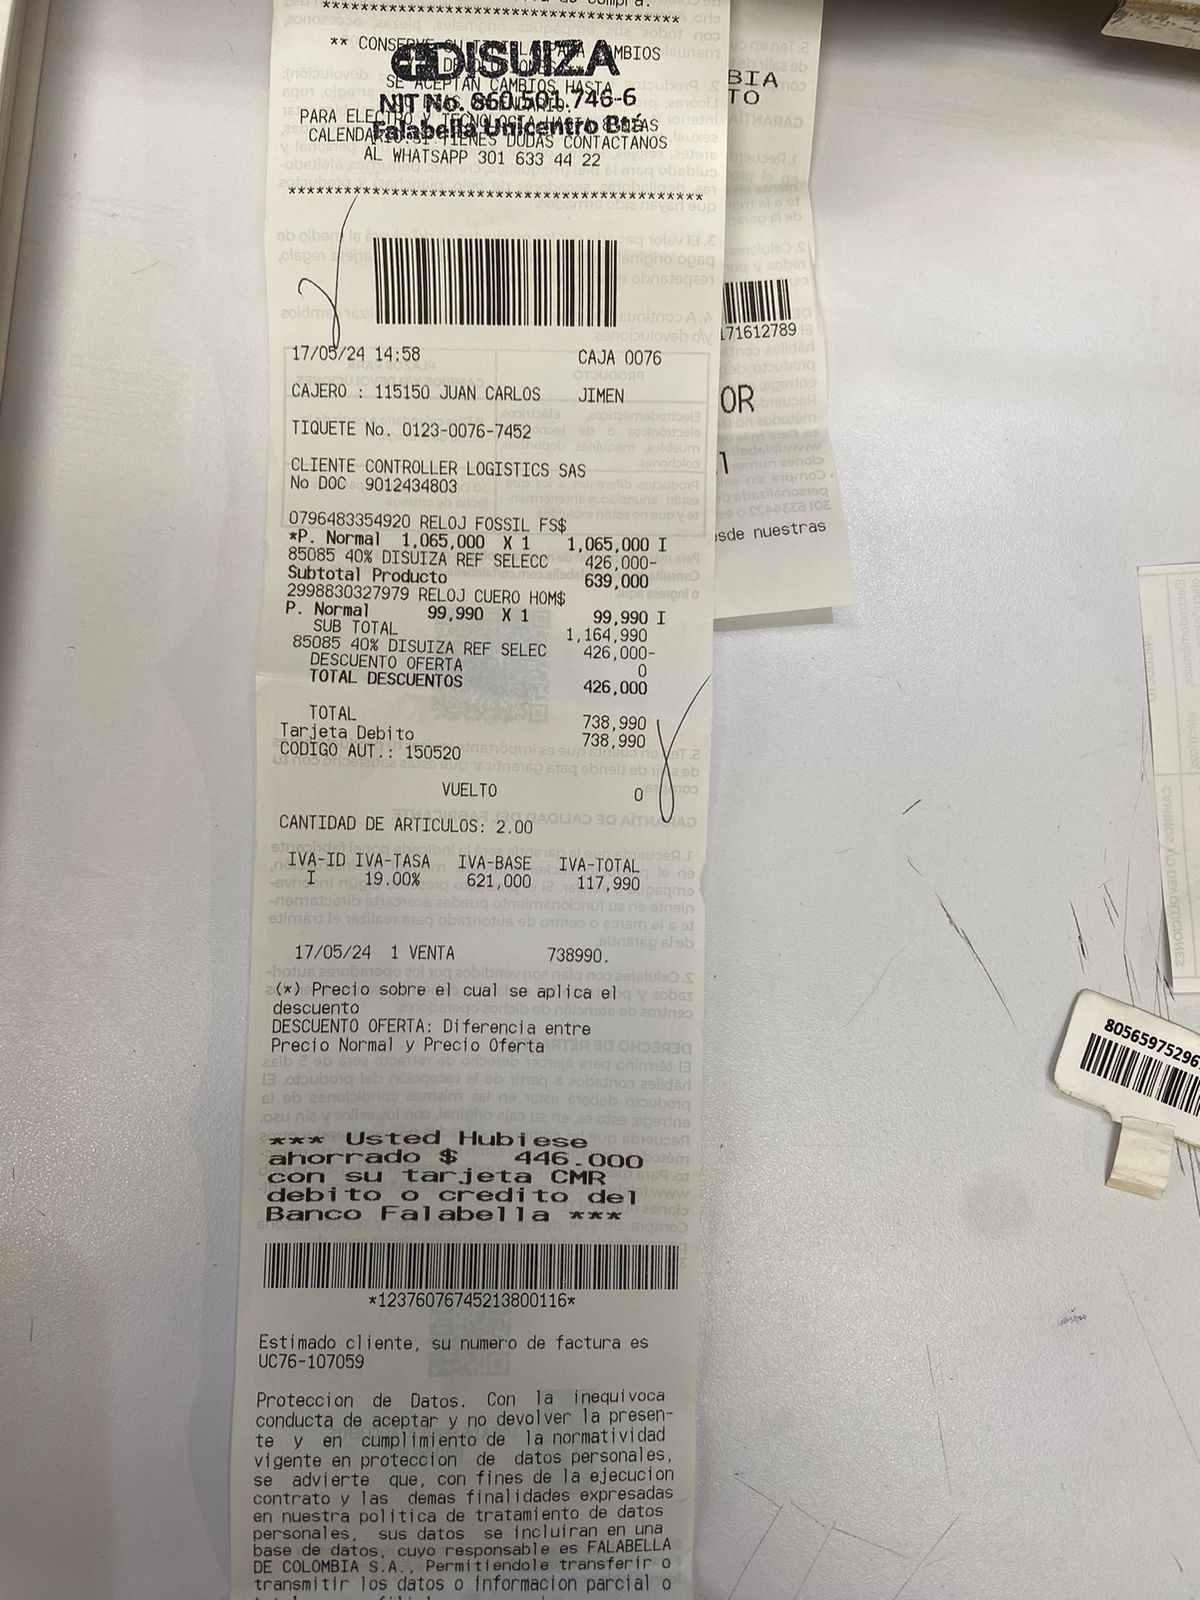 *************************************
** CONSERVE SU TIRILLA PARA CAMBIOS
DISUIZA
SE ACEPTAN CAMBIOS HASTA
NIT No. 860.501.746-6
PARA ELECTRO Y TECNOLOGIA HASTA DIAS
Falabella Unicentro Btá
CALENDARIO.SI TIENES DUDAS CONTACTANOS
AL WHATSAPP 301 633 44 22
******************************************
17/05/24 14:58 CAJA 0076
CAJERO : 115150 JUAN CARLOS JIMEN
TIQUETE No. 0123-0076-7452
CLIENTE CONTROLLER LOGISTICS SAS
No DOC 9012434803
0796483354920 RELOJ FOSSIL FS$
*P. Normal 1,065,000 X 1 1,065,000 I
85085 40% DISUIZA REF SELECC 426,000-
Subtotal Producto 639,000
2998830327979 RELOJ CUERO HOM$
P. Normal 99,990 X 1 99,990 I
SUB TOTAL 1,164,990
85085 40% DISUIZA REF SELEC 426,000-
DESCUENTO OFERTA 0
TOTAL DESCUENTOS 426,000
TOTAL 738,990
Tarjeta Debito 738,990
CODIGO AUT.: 150520
VUELTO 0
CANTIDAD DE ARTICULOS: 2.00
IVA-ID IVA-TASA IVA-BASE IVA-TOTAL
I 19.00% 621,000 117,990
17/05/24 1 VENTA 738990.
(*) Precio sobre el cual se aplica el
descuento
DESCUENTO OFERTA: Diferencia entre
Precio Normal y Precio Oferta
*** Usted Hubiese
ahorrado $ 446.000
con su tarjeta CMR
debito o credito del
Banco Falabella ***
*12376076745213800116*
Estimado cliente, su numero de factura es
UC76-107059
Proteccion de Datos. Con la inequivoca
conducta de aceptar y no devolver la presen-
te y en cumplimiento de la normatividad
vigente en proteccion de datos personales,
se advierte que, con fines de la ejecucion
contrato y las demas finalidades expresadas
en nuestra politica de tratamiento de datos
personales, sus datos se incluiran en una
base de datos, cuyo responsable es FALABELLA
DE COLOMBIA S.A., Permitiendole transferir o
transmitir los datos o informacion parcial o
BIA
TO
171612789
OR
1
esde nuestras
8056597529